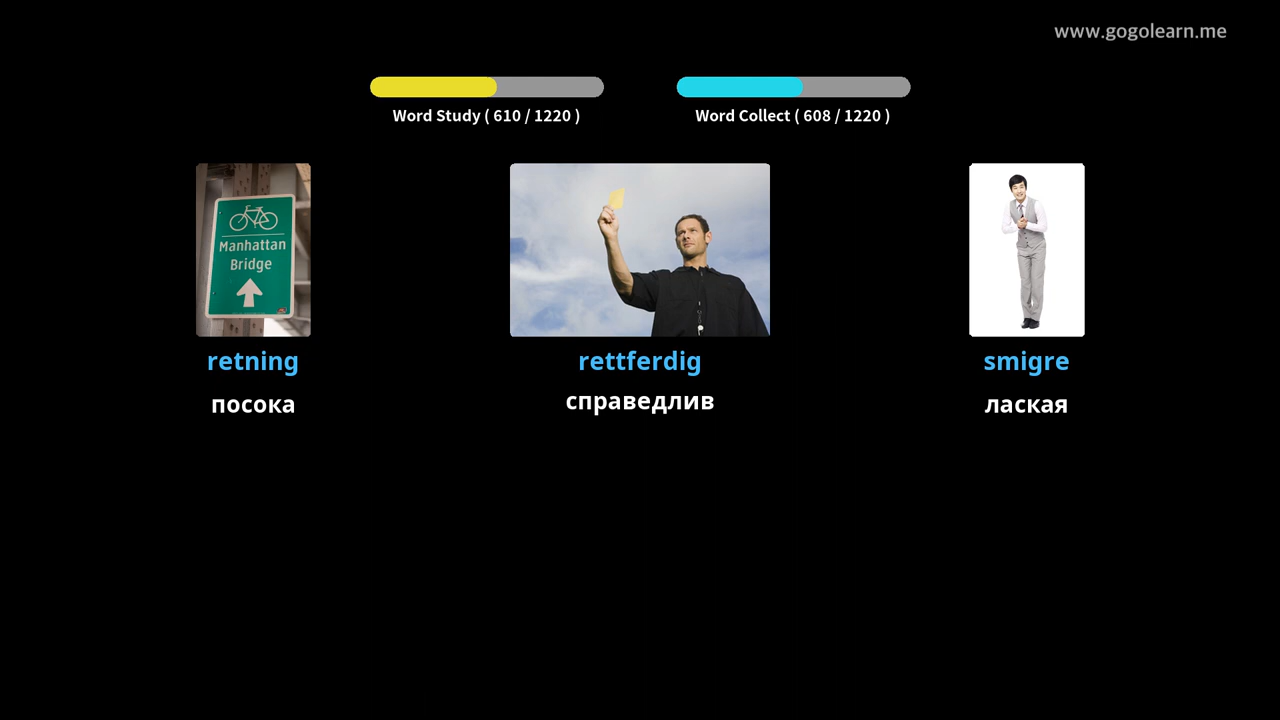 www.gogolearn.me
Word Study ( 610 / 1220 )
Word Collect ( 608 / 1220 )
Manhattan
Bridge
retning
rettferdig
smigre
посока
справедлив
лаская